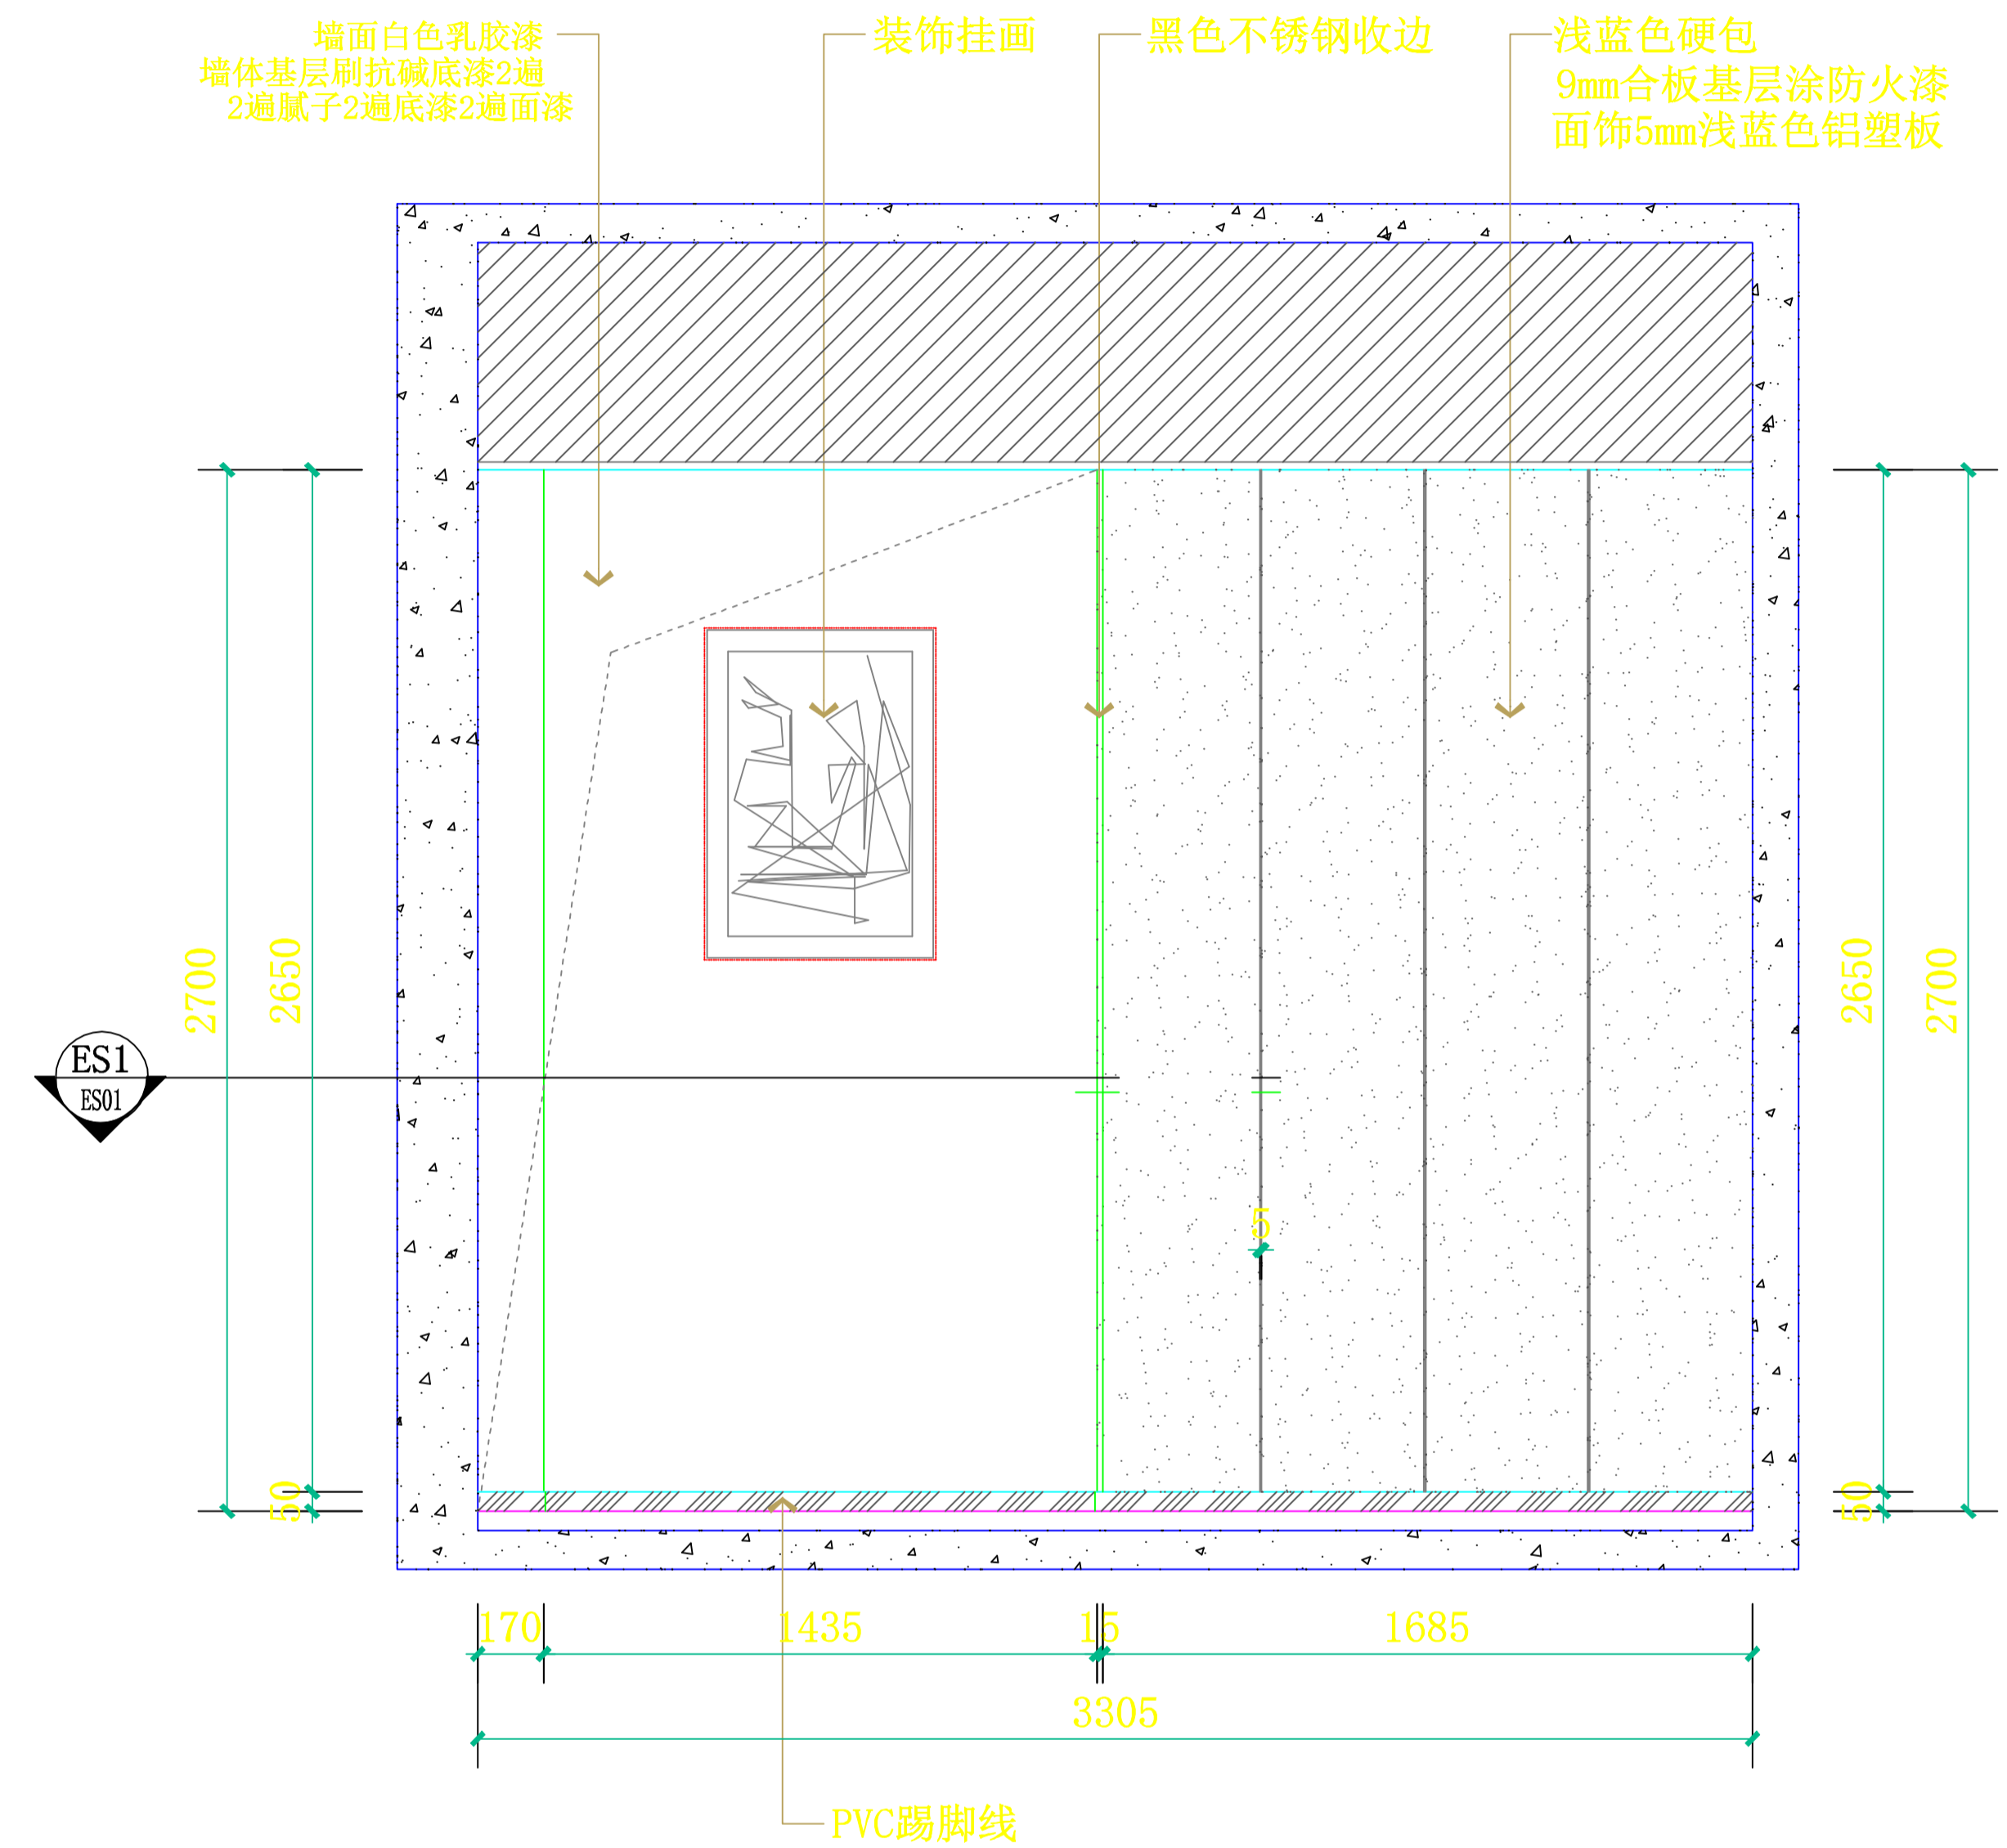 墙面白色乳胶漆
墙体基层刷抗碱底漆2遍
2遍腻子2遍底漆2遍面漆
装饰挂画
黑色不锈钢收边
浅蓝色硬包
9mm合板基层涂防火漆
面饰5mm浅蓝色铝塑板
2700
2650
50
ES1
ES01
5
2650
2700
50
170
1435
15
1685
3305
PVC踢脚线